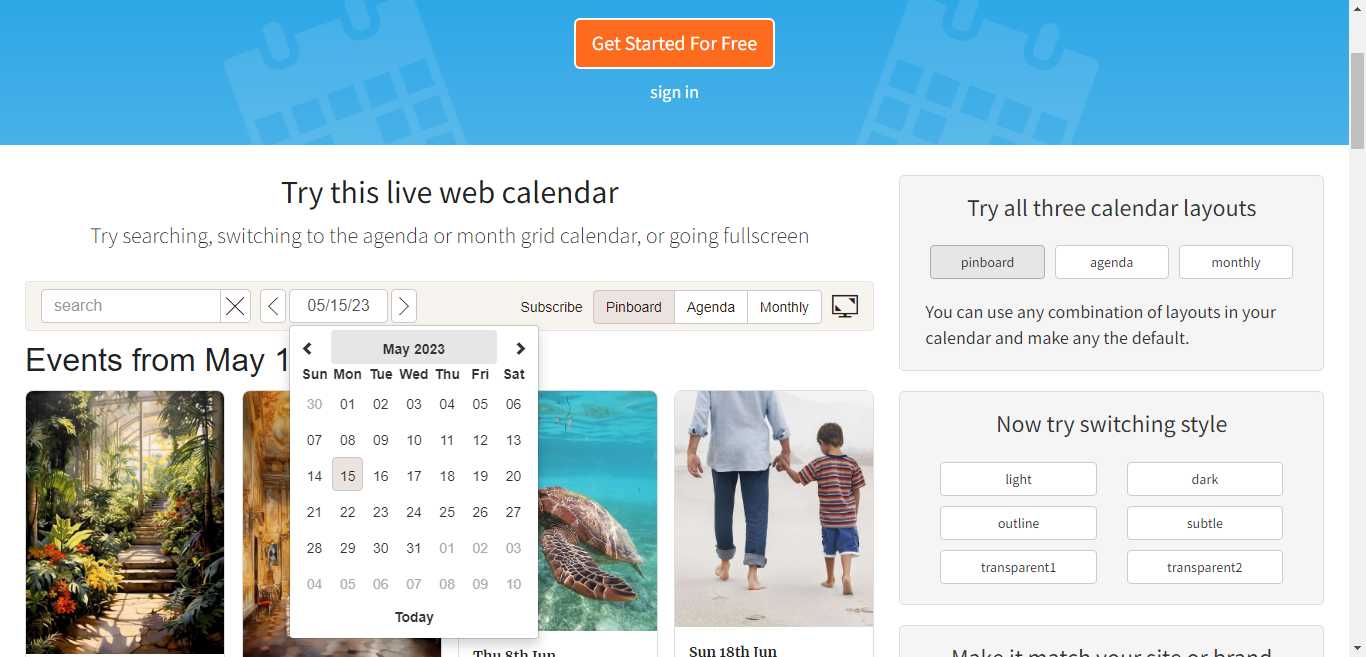 Get Started For Free
sign in
Try this live web calendar
Try searching, switching to the agenda or month grid calendar, or going fullscreen
search
05/15/23
Subscribe
Pinboard
Agenda
Monthly
Events from May 1
May 2023
Sun Mon Tue Wed Thu Fri Sat
30 01 02 03 04 05 06
07 08 09 10 11 12 13
14 15 16 17 18 19 20
21 22 23 24 25 26 27
28 29 30 31 01 02 03
04 05 06 07 08 09 10
Today
Thu 8th Jun
Sun 18th Jun
Try all three calendar layouts
pinboard
agenda
monthly
You can use any combination of layouts in your
calendar and make any the default.
Now try switching style
light
dark
outline
subtle
transparent1
transparent2
Make it match your site or brand